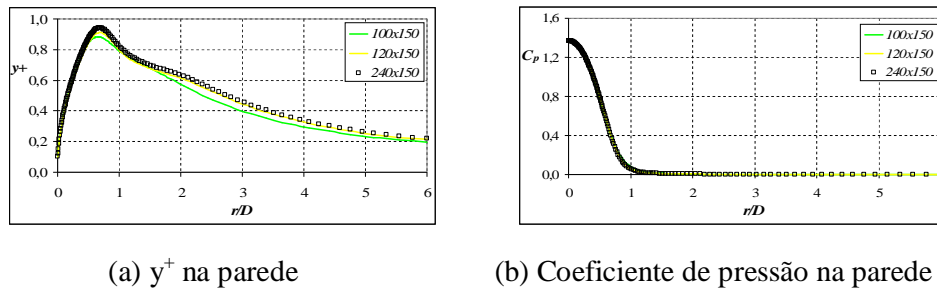 1,0
0,8
0,6
0,4
0,2
0,0
y+
0 1 2 3 4 5 6
r/D
100x150
120x150
240x150
1,6
1,2
0,8
0,4
0,0
Cp
0 1 2 3 4 5
r/D
100x150
120x150
240x150
(a) y+ na parede
(b) Coeficiente de pressão na parede